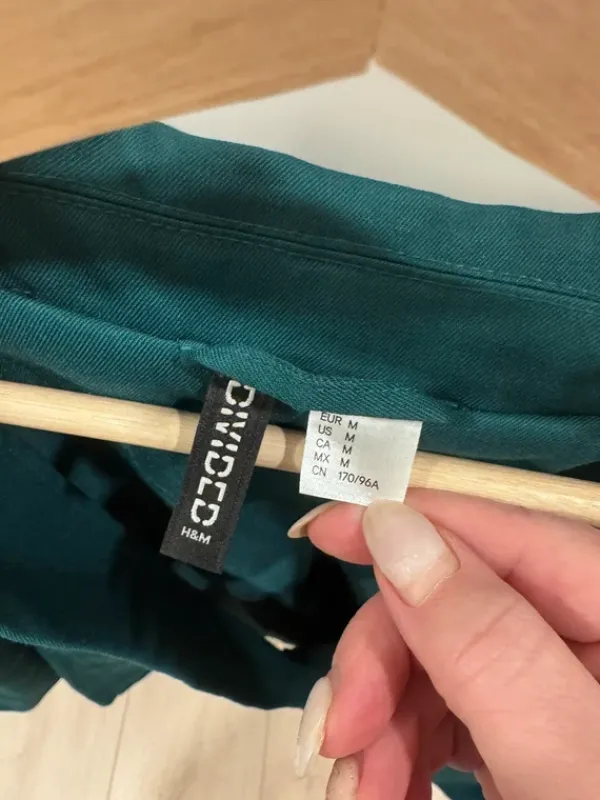 DIVIDED
H&M
EUR M
US M
CA M
MX M
CN 170/96A